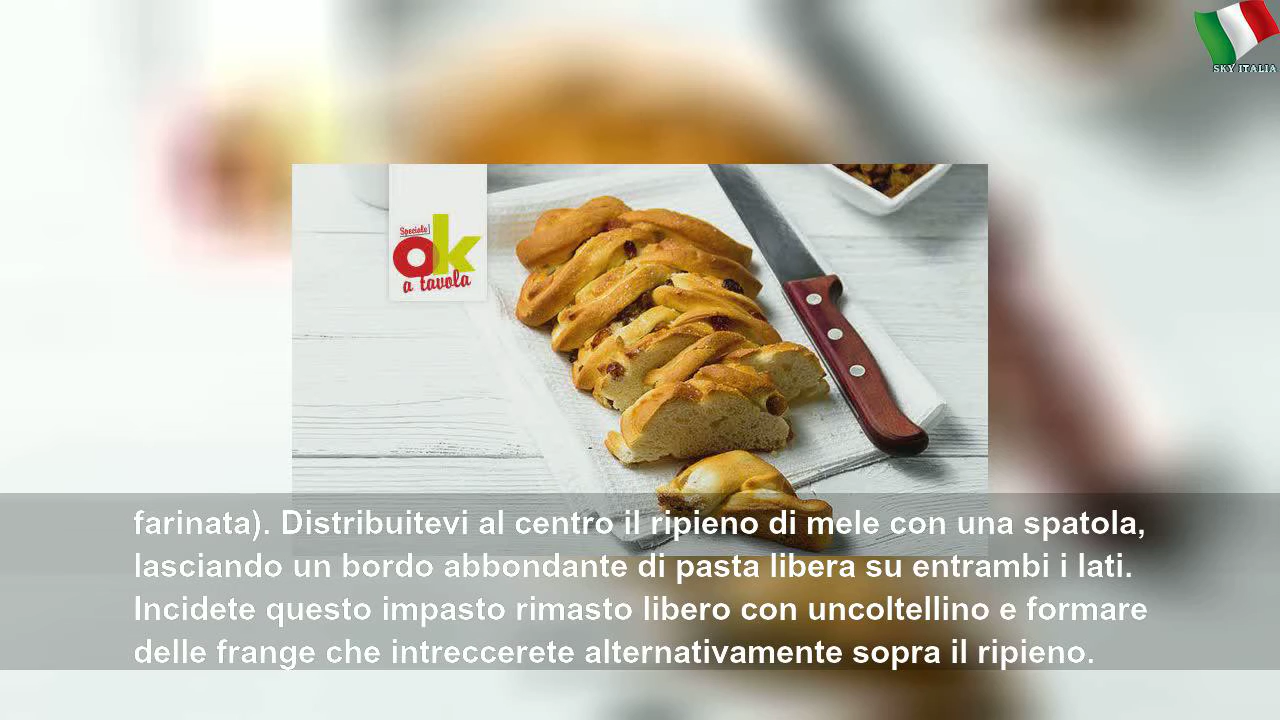 SKY ITALIA
Speciale
ok
a tavola
farinata). Distribuitevi al centro il ripieno di mele con una spatola,
lasciando un bordo abbondante di pasta libera su entrambi i lati.
Incidete questo impasto rimasto libero con uncoltellino e formare
delle frange che intreccerete alternativamente sopra il ripieno.